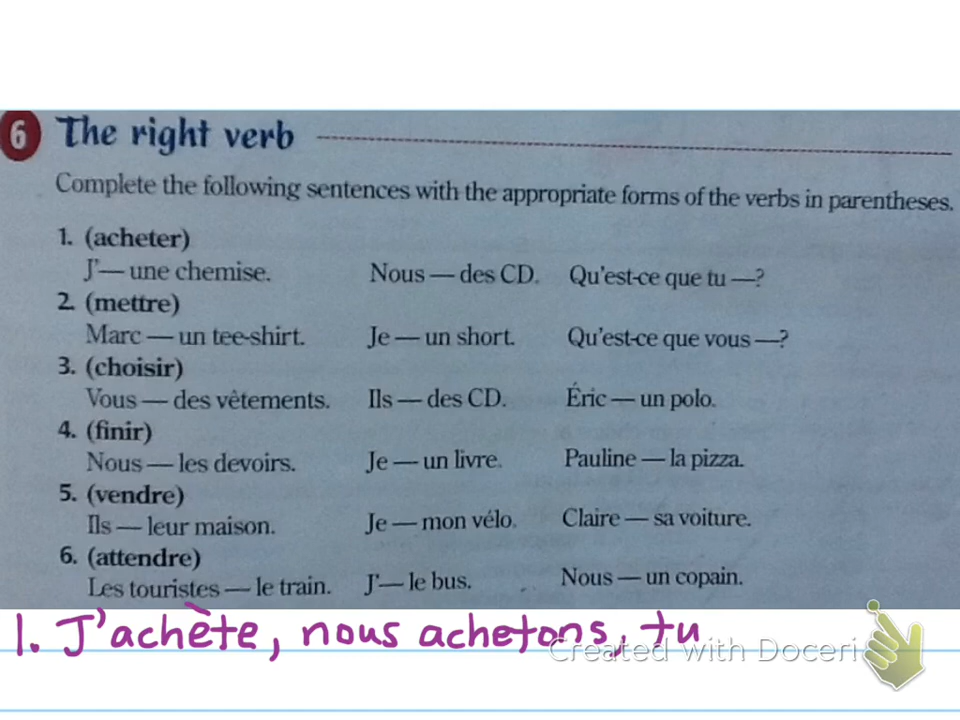 6 The right verb
Complete the following sentences with the appropriate forms of the verbs in parentheses.
1. (acheter)
J'— une chemise. Nous — des CD. Qu'est-ce que tu —?
2. (mettre)
Marc — un tee-shirt. Je — un short. Qu'est-ce que vous —?
3. (choisir)
Vous — des vêtements. Ils — des CD. Éric — un polo.
4. (finir)
Nous — les devoirs. Je — un livre. Pauline — la pizza.
5. (vendre)
Ils — leur maison. Je — mon vélo. Claire — sa voiture.
6. (attendre)
Les touristes — le train. J'— le bus. Nous — un copain.
1. J'achète, nous achetons, tu
Created with Doceri